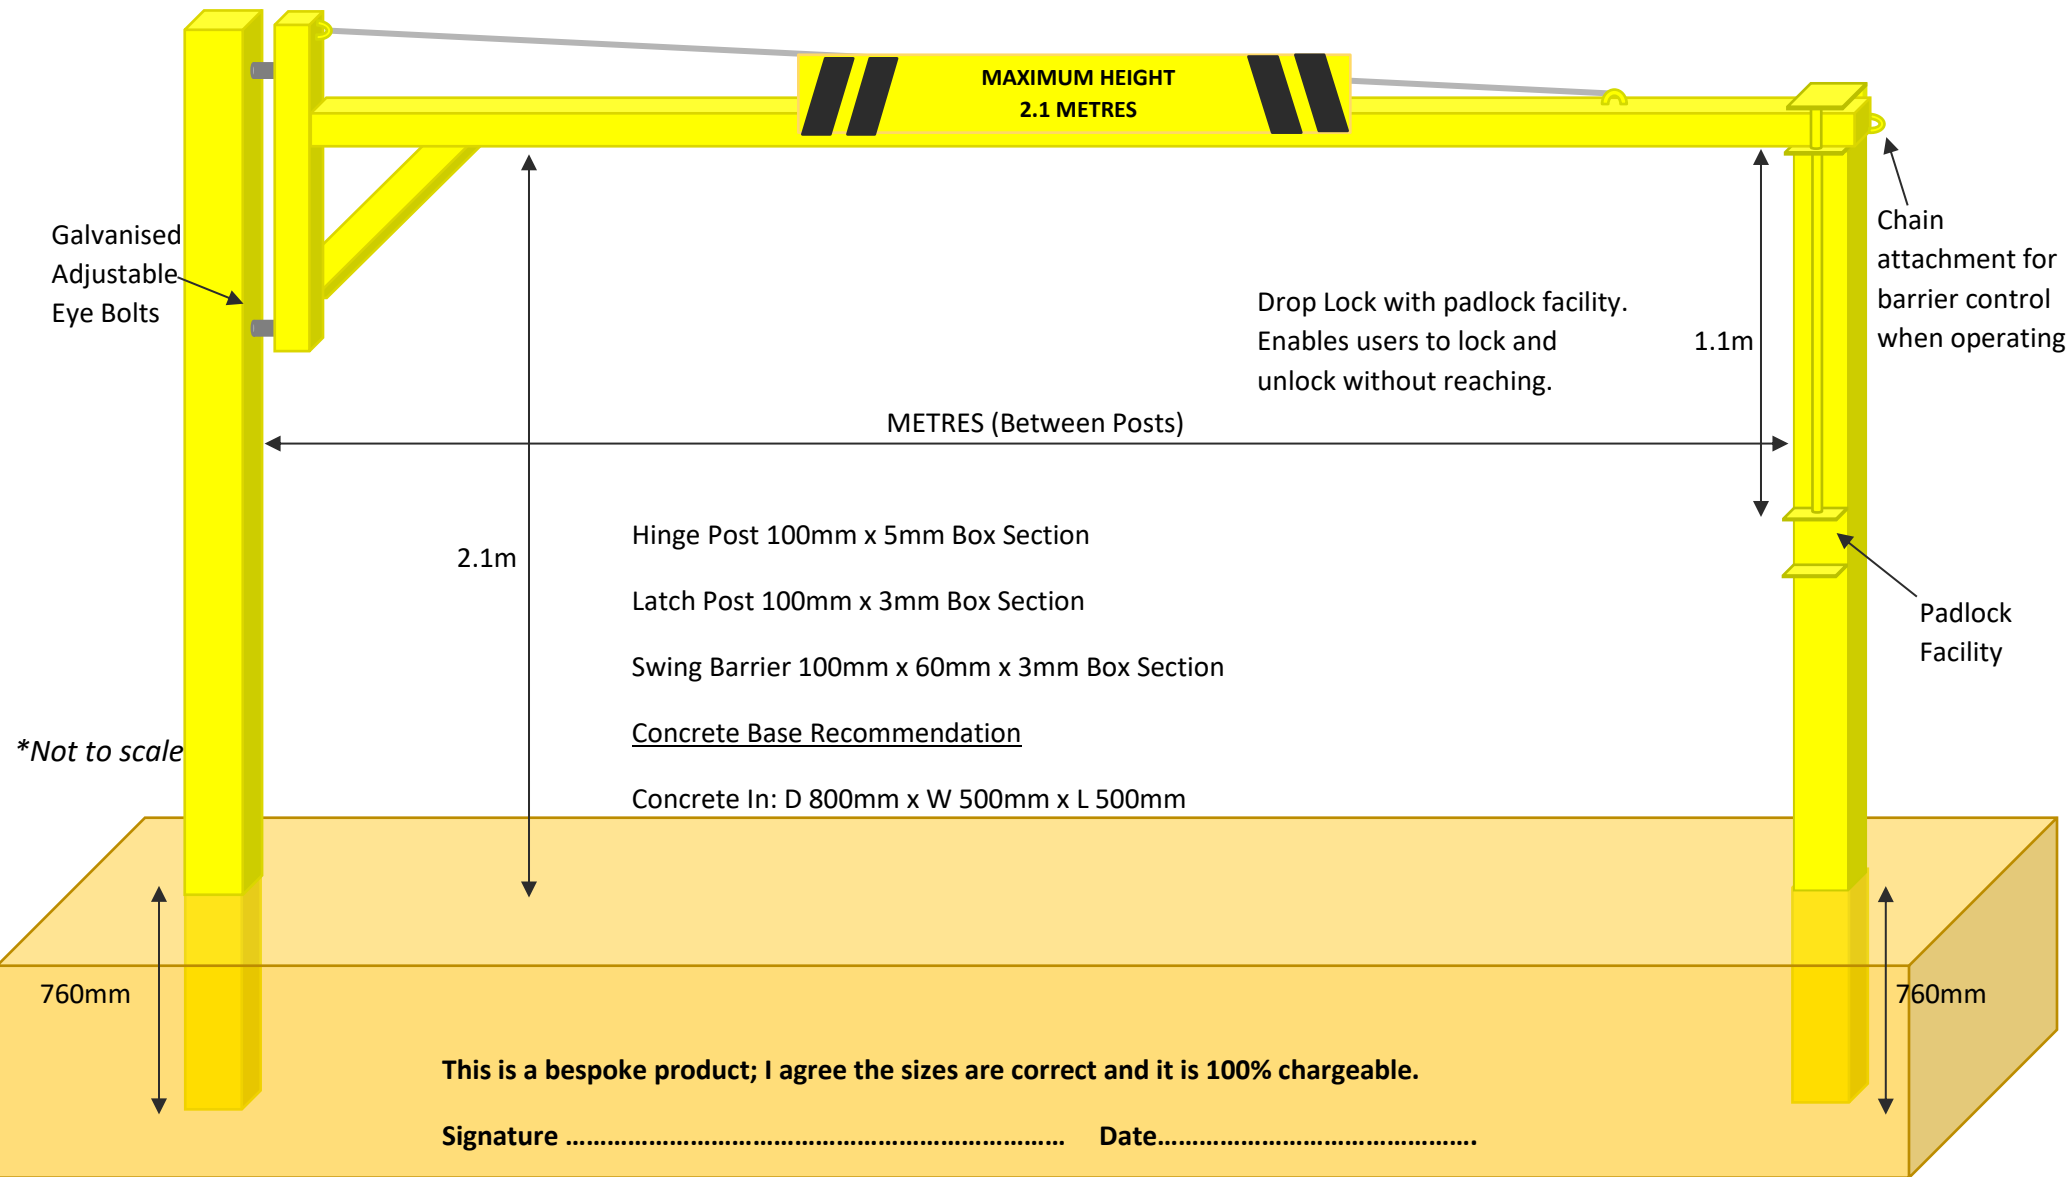 MAXIMUM HEIGHT
2.1 METRES
Galvanised
Adjustable
Eye Bolts
Chain
attachment for
barrier control
when operating
Drop Lock with padlock facility.
Enables users to lock and
unlock without reaching.
1.1m
METRES (Between Posts)
2.1m
Hinge Post 100mm x 5mm Box Section
Latch Post 100mm x 3mm Box Section
Swing Barrier 100mm x 60mm x 3mm Box Section
Concrete Base Recommendation
Concrete In: D 800mm x W 500mm x L 500mm
Padlock
Facility
*Not to scale
760mm
760mm
This is a bespoke product; I agree the sizes are correct and it is 100% chargeable.
Signature ……………………………………………………………… Date……………………………………….